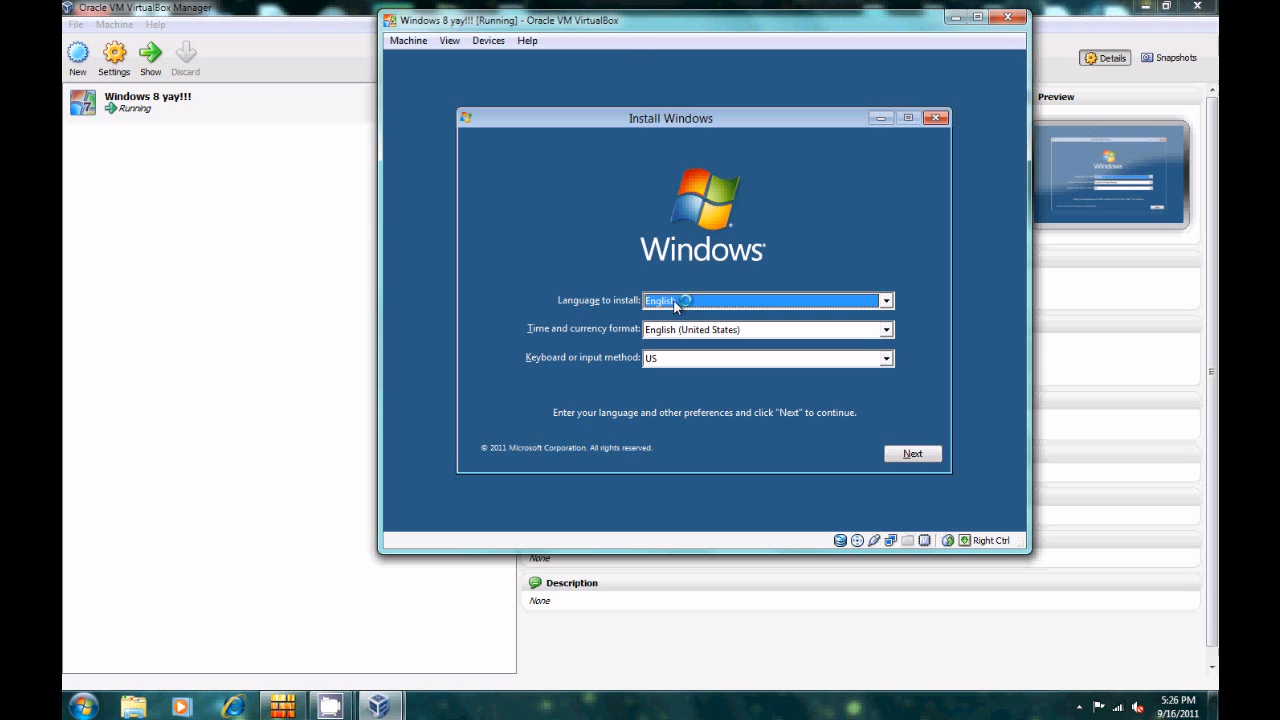 Oracle VM VirtualBox Manager
File Machine Help
New Settings Show Discard
Details Snapshots
Windows 8 yay!!!
Running
Preview
Windows 8 yay!!! [Running] - Oracle VM VirtualBox
Machine View Devices Help
Install Windows
Windows®
Language to install: English
Time and currency format: English (United States)
Keyboard or input method: US
Enter your language and other preferences and click "Next" to continue.
© 2011 Microsoft Corporation. All rights reserved.
Next
Right Ctrl
None
Description
None
5:26 PM
9/16/2011